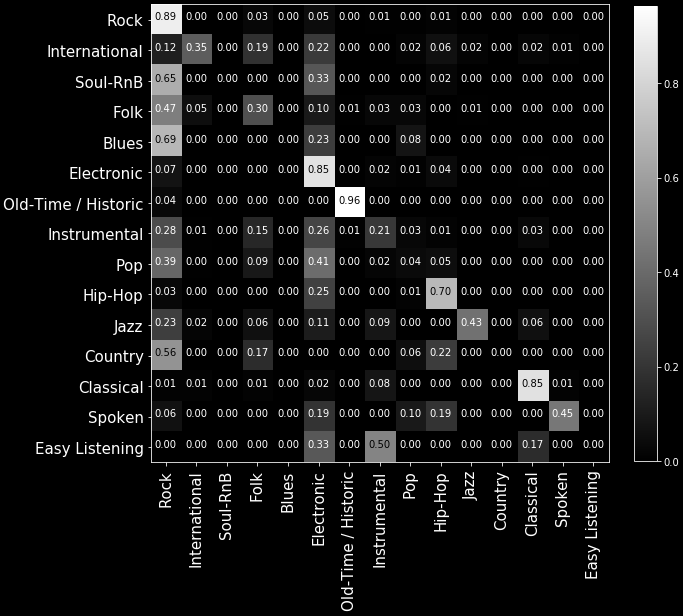 Rock 0.89 0.00 0.00 0.03 0.00 0.05 0.00 0.01 0.00 0.01 0.00 0.00 0.00 0.00 0.00
International 0.12 0.35 0.00 0.19 0.00 0.22 0.00 0.00 0.02 0.06 0.02 0.00 0.02 0.01 0.00
Soul-RnB 0.65 0.00 0.00 0.00 0.00 0.33 0.00 0.00 0.00 0.02 0.00 0.00 0.00 0.00 0.00
Folk 0.47 0.05 0.00 0.30 0.00 0.10 0.01 0.03 0.03 0.00 0.01 0.00 0.00 0.00 0.00
Blues 0.69 0.00 0.00 0.00 0.00 0.23 0.00 0.00 0.08 0.00 0.00 0.00 0.00 0.00 0.00
Electronic 0.07 0.00 0.00 0.00 0.00 0.85 0.00 0.02 0.01 0.04 0.00 0.00 0.00 0.00 0.00
Old-Time / Historic 0.04 0.00 0.00 0.00 0.00 0.00 0.96 0.00 0.00 0.00 0.00 0.00 0.00 0.00 0.00
Instrumental 0.28 0.01 0.00 0.15 0.00 0.26 0.01 0.21 0.03 0.01 0.00 0.00 0.03 0.00 0.00
Pop 0.39 0.00 0.00 0.09 0.00 0.41 0.00 0.02 0.04 0.05 0.00 0.00 0.00 0.00 0.00
Hip-Hop 0.03 0.00 0.00 0.00 0.00 0.25 0.00 0.00 0.01 0.70 0.00 0.00 0.00 0.00 0.00
Jazz 0.23 0.02 0.00 0.06 0.00 0.11 0.00 0.09 0.00 0.00 0.43 0.00 0.06 0.00 0.00
Country 0.56 0.00 0.00 0.17 0.00 0.00 0.00 0.00 0.06 0.22 0.00 0.00 0.00 0.00 0.00
Classical 0.01 0.01 0.00 0.01 0.00 0.02 0.00 0.08 0.00 0.00 0.00 0.00 0.85 0.01 0.00
Spoken 0.06 0.00 0.00 0.00 0.00 0.19 0.00 0.00 0.10 0.19 0.00 0.00 0.00 0.45 0.00
Easy Listening 0.00 0.00 0.00 0.00 0.00 0.33 0.00 0.50 0.00 0.00 0.00 0.00 0.17 0.00 0.00
Rock
International
Soul-RnB
Folk
Blues
Electronic
Old-Time / Historic
Instrumental
Pop
Hip-Hop
Jazz
Country
Classical
Spoken
Easy Listening
0.8
0.6
0.4
0.2
0.0